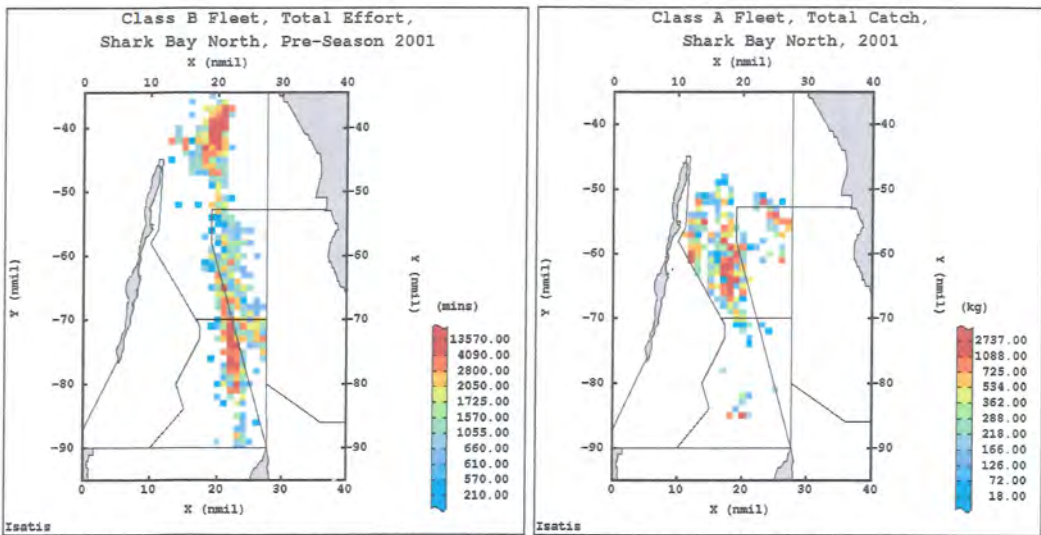 Class B Fleet, Total Effort,
Shark Bay North, Pre-Season 2001
X (nmil)
0 10 20 30 40
-40 -40
-50 -50
-60 -60
-70 -70
-80 -80
-90 -90
Y (nmil)
Y (nmil)
(mins)
13570.00
4090.00
2800.00
2050.00
1725.00
1570.00
1055.00
660.00
610.00
570.00
210.00
0 10 20 30 40
X (nmil)
Isatis
Class A Fleet, Total Catch,
Shark Bay North, 2001
X (nmil)
0 10 20 30 40
-40 -40
-50 -50
-60 -60
-70 -70
-80 -80
-90 -90
Y (nmil)
Y (nmil)
(kg)
2737.00
1088.00
725.00
534.00
362.00
288.00
218.00
166.00
126.00
72.00
18.00
0 10 20 30 40
X (nmil)
Isatis